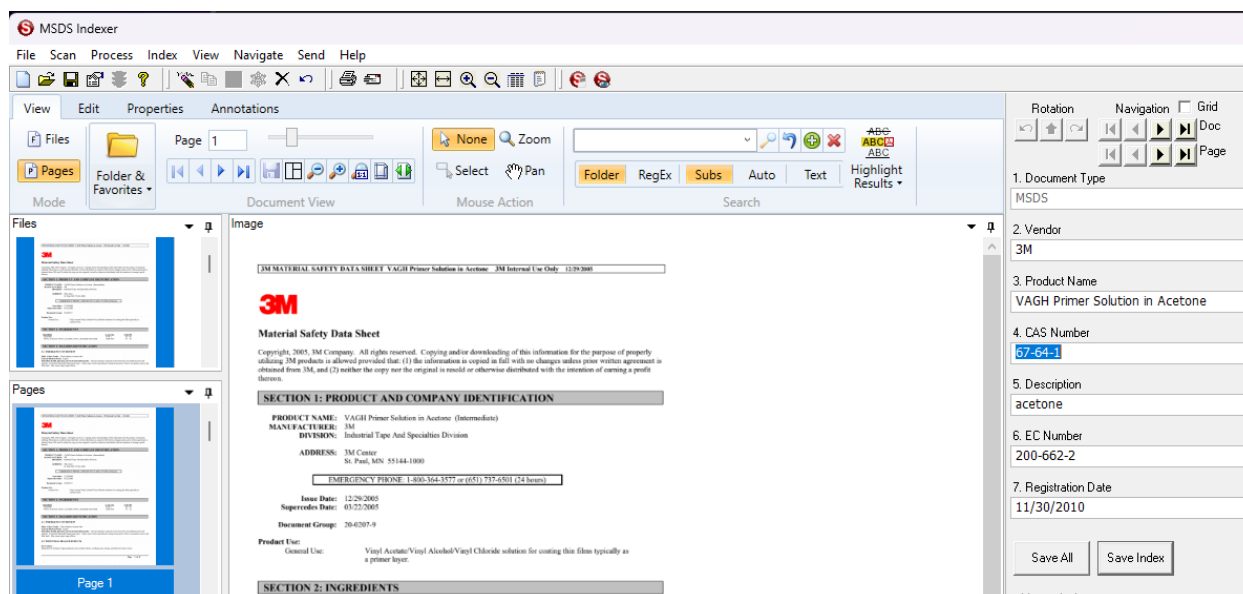 MSDS Indexer
File Scan Process Index View Navigate Send Help
View Edit Properties Annotations
Files
Pages
Mode
Folder &
Favorites
Page 1
Document View
None Zoom
Select Pan
Mouse Action
Folder RegEx Subs Auto Text
Search
ABC
ABC
ABC
Highlight
Results
Files
Pages
Page 1
Image
3M MATERIAL SAFETY DATA SHEET VAGH Primer Solution in Acetone 3M Internal Use Only 12/29/2005
3M
Material Safety Data Sheet
Copyright, 2005, 3M Company. All rights reserved. Copying and/or downloading of this information for the purpose of properly
utilizing 3M products is allowed provided that: (1) the information is copied in full with no changes unless prior written agreement is
obtained from 3M, and (2) neither the copy nor the original is resold or otherwise distributed with the intention of earning a profit
thereon.
SECTION 1: PRODUCT AND COMPANY IDENTIFICATION
PRODUCT NAME: VAGH Primer Solution in Acetone (Intermediate)
MANUFACTURER: 3M
DIVISION: Industrial Tape And Specialties Division
ADDRESS: 3M Center
St. Paul, MN 55144-1000
EMERGENCY PHONE: 1-800-364-3577 or (651) 737-6501 (24 hours)
Issue Date: 12/29/2005
Supercedes Date: 03/22/2005
Document Group: 20-0207-9
Product Use:
General Use: Vinyl Acetate/Vinyl Alcohol/Vinyl Chloride solution for coating thin films typically as
a primer layer.
SECTION 2: INGREDIENTS
Rotation Navigation Grid
Doc
Page
1. Document Type
MSDS
2. Vendor
3M
3. Product Name
VAGH Primer Solution in Acetone
4. CAS Number
67-64-1
5. Description
acetone
6. EC Number
200-662-2
7. Registration Date
11/30/2010
Save All Save Index